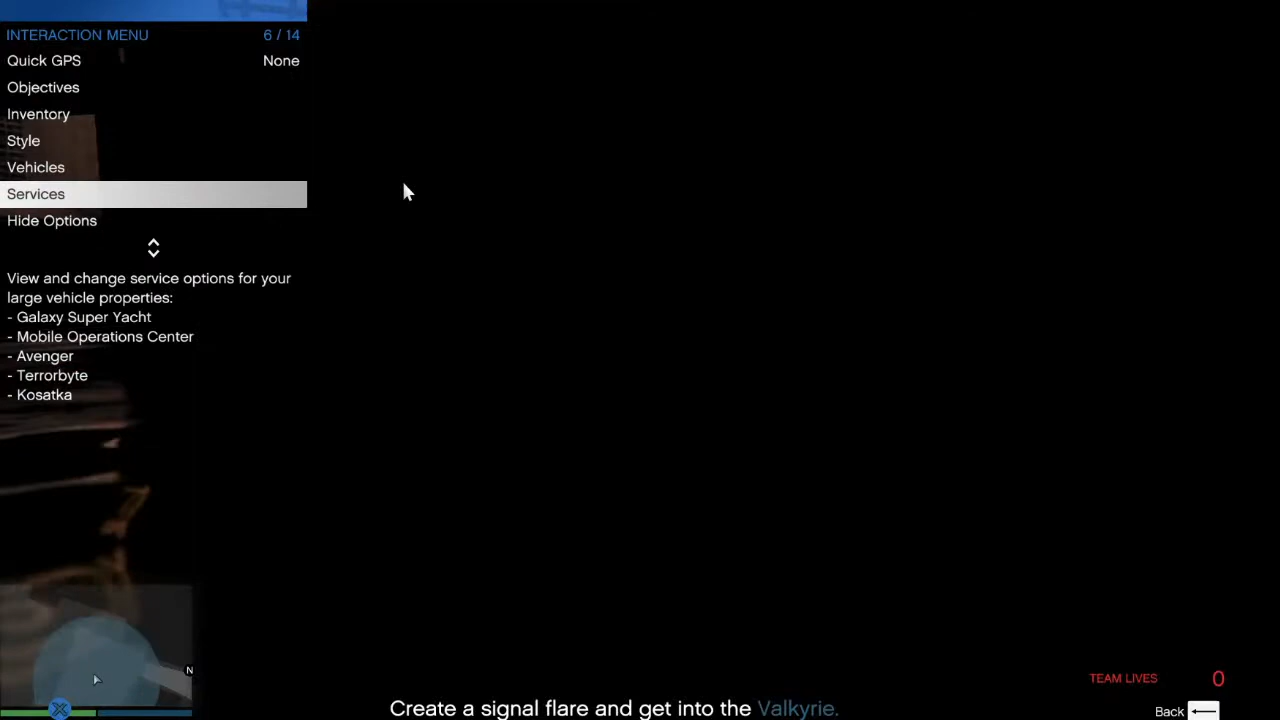 INTERACTION MENU 6 / 14
Quick GPS None
Objectives
Inventory
Style
Vehicles
Services
Hide Options
View and change service options for your
large vehicle properties:
- Galaxy Super Yacht
- Mobile Operations Center
- Avenger
- Terrorbyte
- Kosatka
N
TEAM LIVES 0
Create a signal flare and get into the Valkyrie.
Back